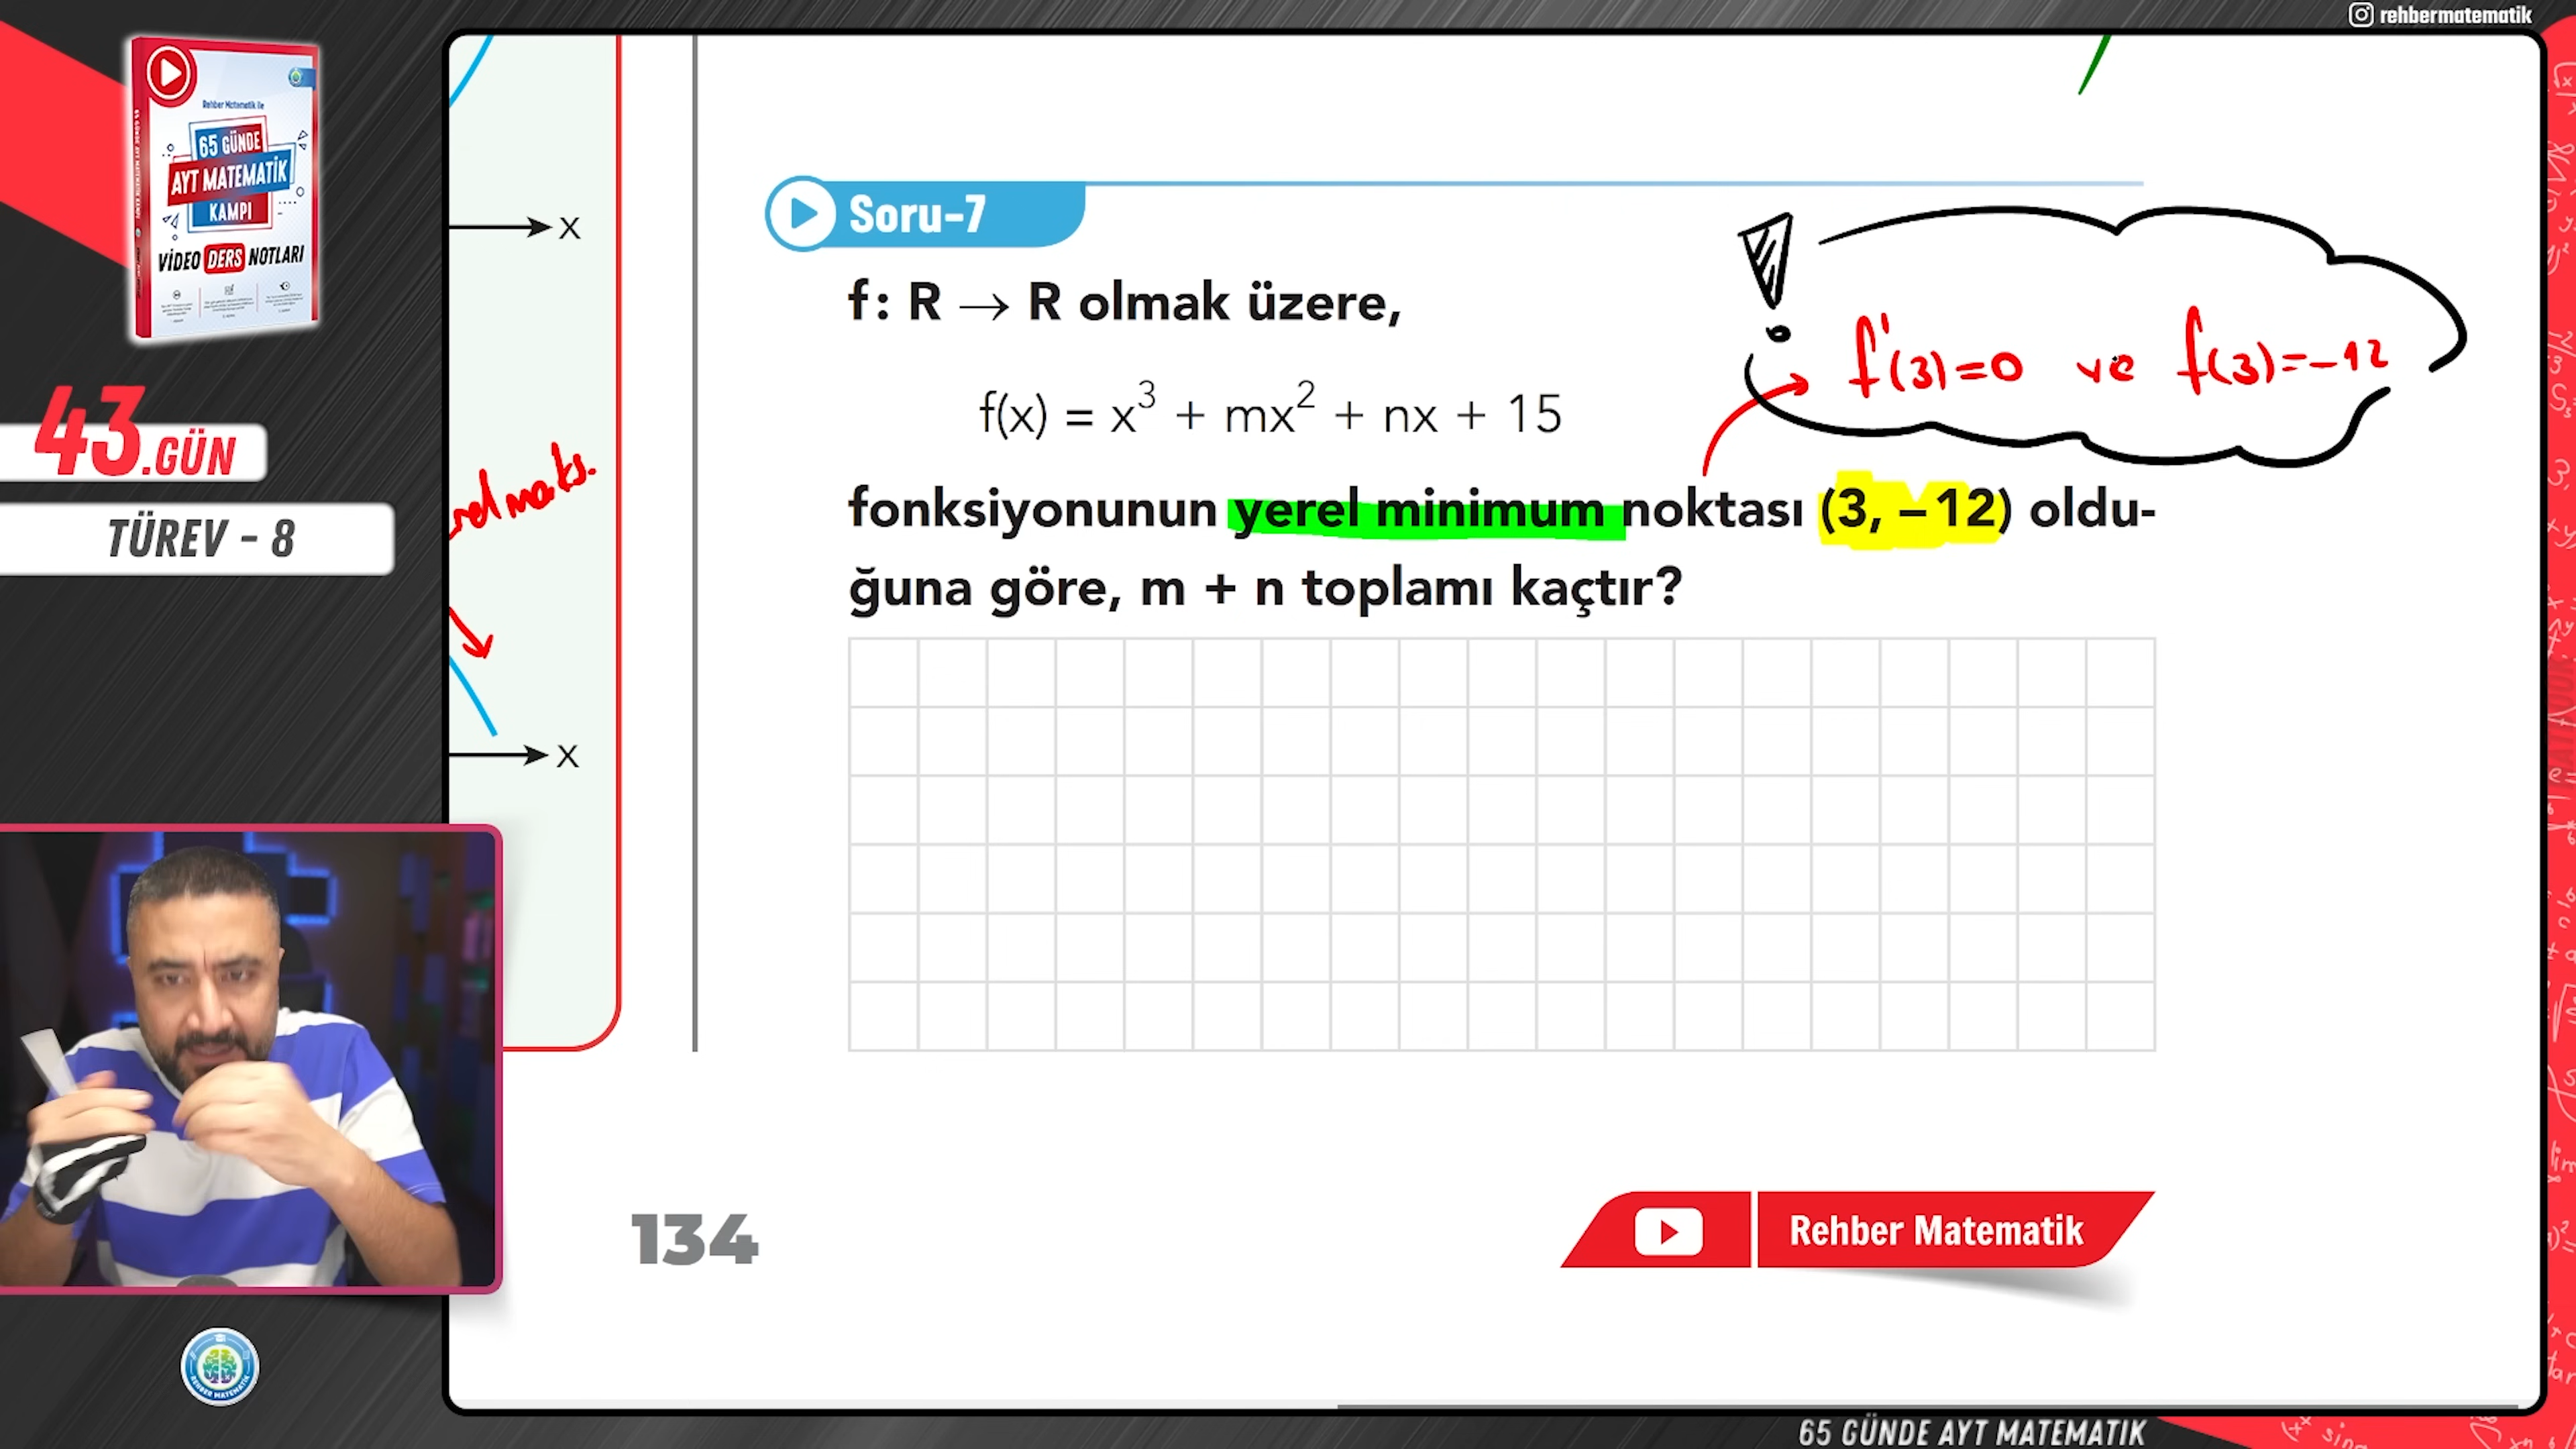 rehbermatematik
Rehber Matematik ile
65 GÜNDE
AYT MATEMATİK
KAMPI
VİDEO DERS NOTLARI
43.GÜN
TÜREV - 8
x
x
Soru-7
f: R → R olmak üzere,
f(x) = x³ + mx² + nx + 15
fonksiyonunun yerel minimum noktası (3, –12) oldu-
ğuna göre, m + n toplamı kaçtır?
f'(3)=0 ve f(3)=-12
134
Rehber Matematik
REHBER MATEMATİK
65 GÜNDE AYT MATEMATİK